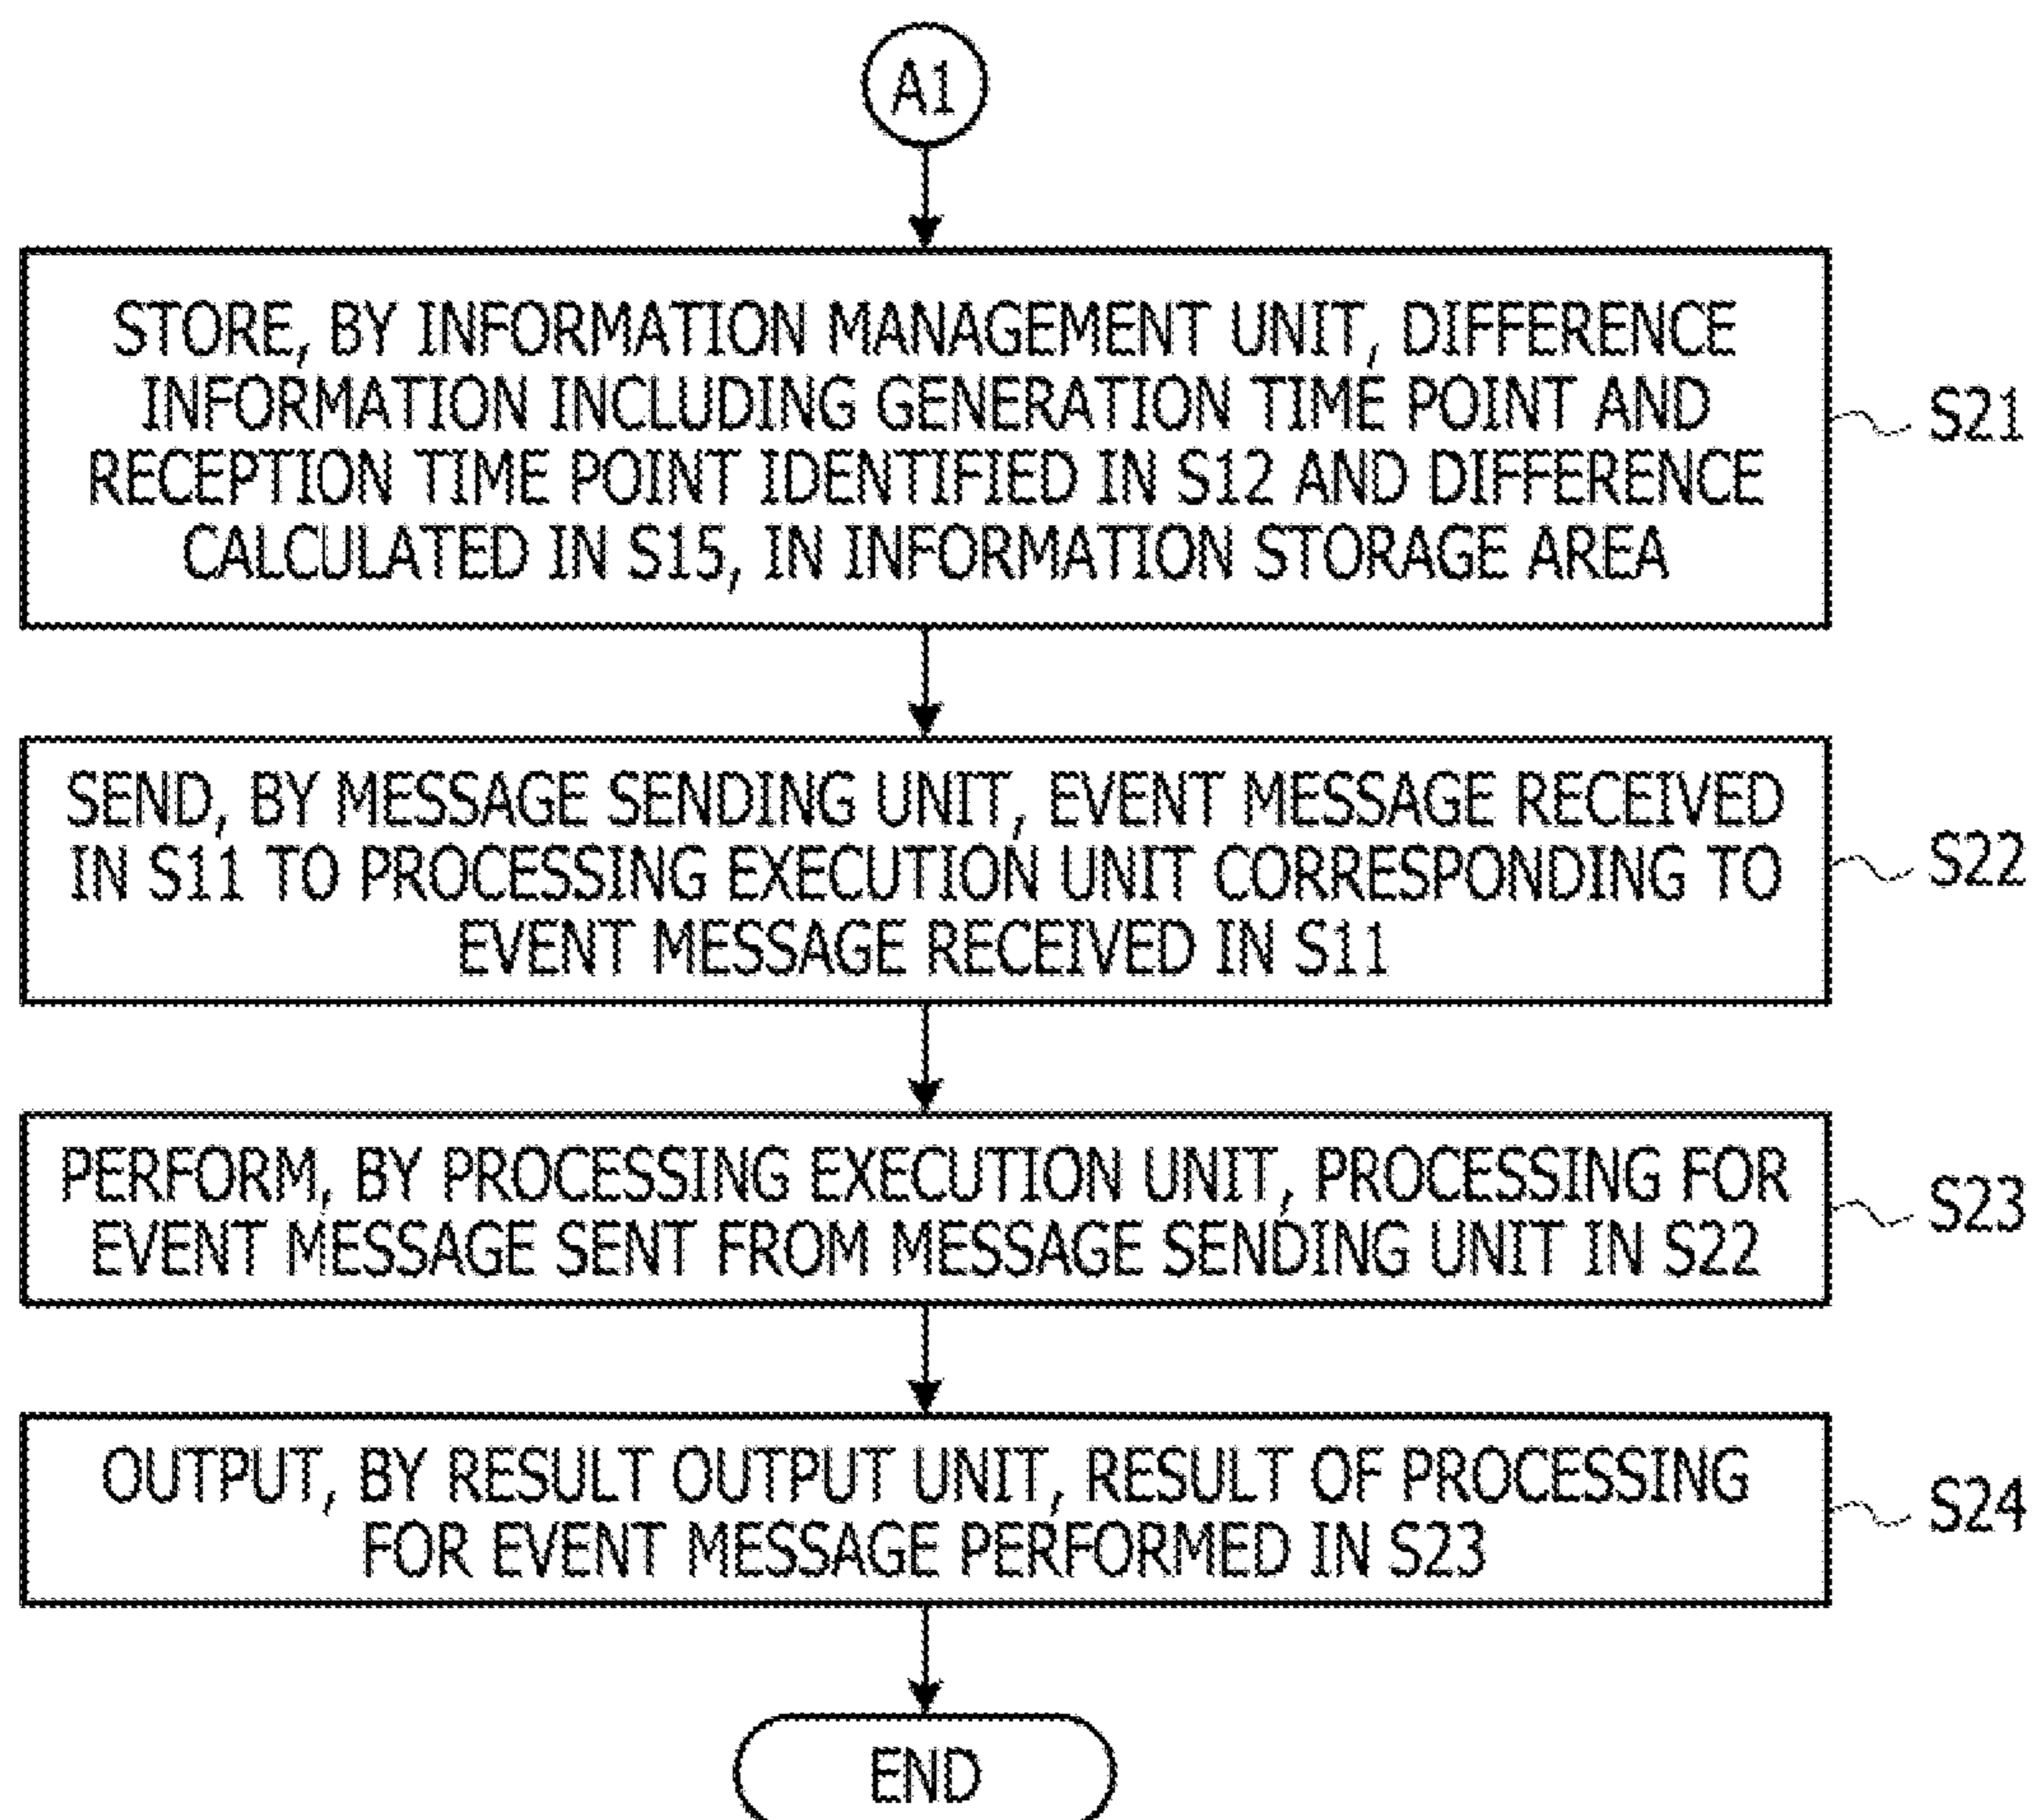 A1
STORE, BY INFORMATION MANAGEMENT UNIT, DIFFERENCE
INFORMATION INCLUDING GENERATION TIME POINT AND
RECEPTION TIME POINT IDENTIFIED IN S12 AND DIFFERENCE
CALCULATED IN S15, IN INFORMATION STORAGE AREA
S21
SEND, BY MESSAGE SENDING UNIT, EVENT MESSAGE RECEIVED
IN S11 TO PROCESSING EXECUTION UNIT CORRESPONDING TO
EVENT MESSAGE RECEIVED IN S11
S22
PERFORM, BY PROCESSING EXECUTION UNIT, PROCESSING FOR
EVENT MESSAGE SENT FROM MESSAGE SENDING UNIT IN S22
S23
OUTPUT, BY RESULT OUTPUT UNIT, RESULT OF PROCESSING
FOR EVENT MESSAGE PERFORMED IN S23
S24
END